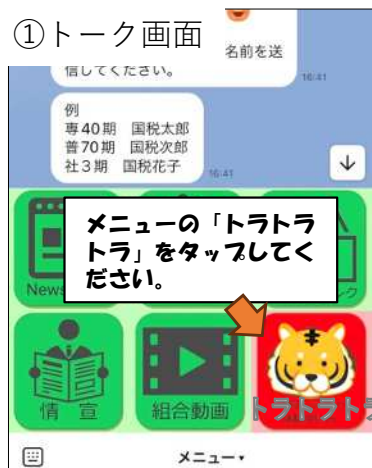 ①トーク画面
名前を送
信してください。
16:41
例
専40期 国税太郎
普70期 国税次郎
社3期 国税花子
16:41
メニューの「トラトラ
トラ」をタップしてく
ださい。
News
ンク
情 宣
組合動画
トラトラトラ
メニュー▾